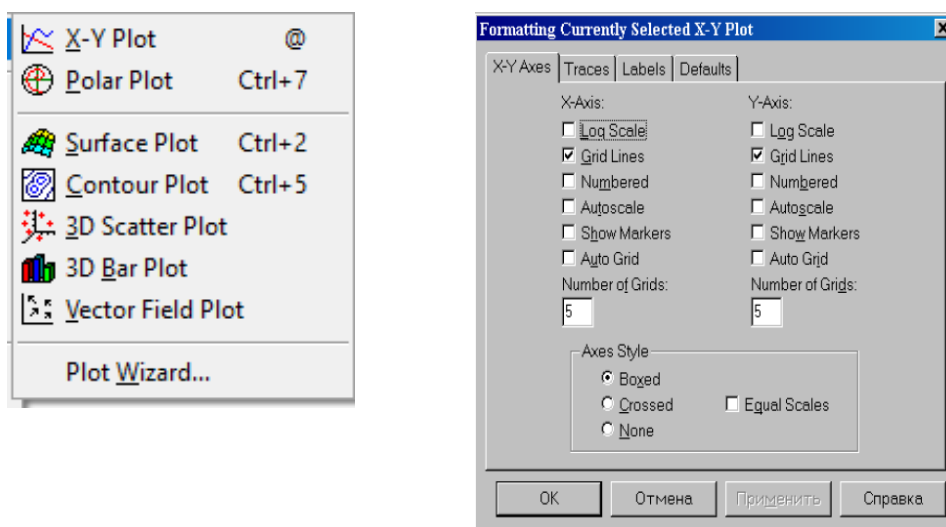 X-Y Plot @
Polar Plot Ctrl+7
Surface Plot Ctrl+2
Contour Plot Ctrl+5
3D Scatter Plot
3D Bar Plot
Vector Field Plot
Plot Wizard...
Formatting Currently Selected X-Y Plot
X-Y Axes Traces Labels Defaults
X-Axis: Y-Axis:
Log Scale Log Scale
Grid Lines Grid Lines
Numbered Numbered
Autoscale Autoscale
Show Markers Show Markers
Auto Grid Auto Grid
Number of Grids: Number of Grids:
5 5
Axes Style
Boxed
Crossed Equal Scales
None
OK Отмена Применить Справка